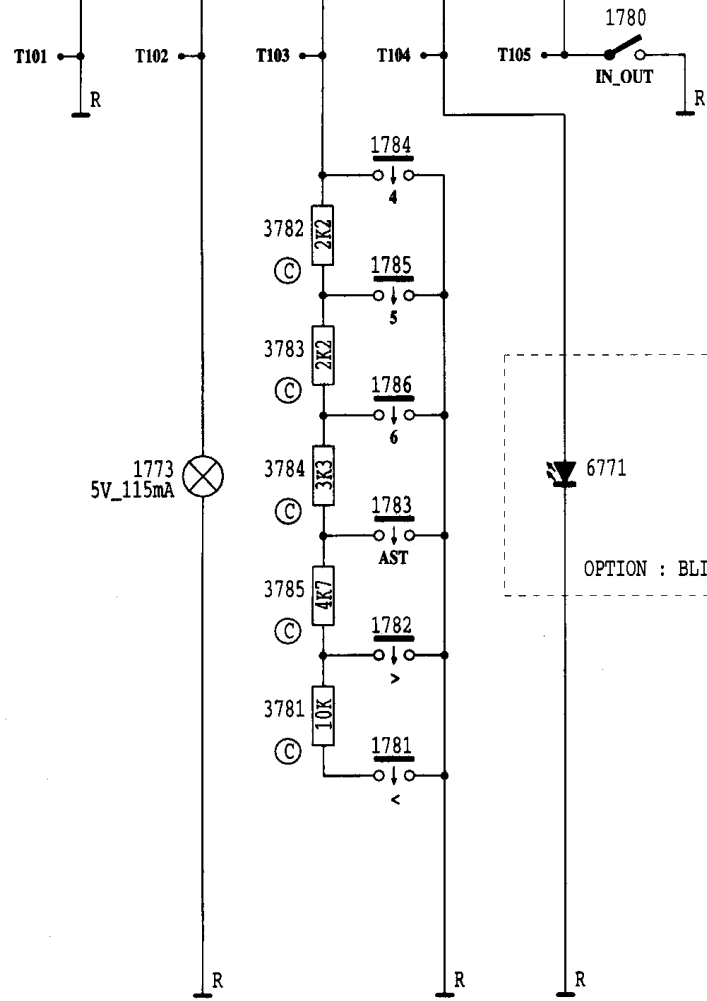 1780
T101
T102
T103
T104
T105
IN_OUT
R
R
1784
4
3782
2K2
C
1785
5
3783
2K2
C
1786
6
1773
5V_115mA
3784
3K3
C
1783
AST
6771
OPTION : BLI
3785
4K7
C
1782
>
3781
10K
C
1781
<
R
R
R